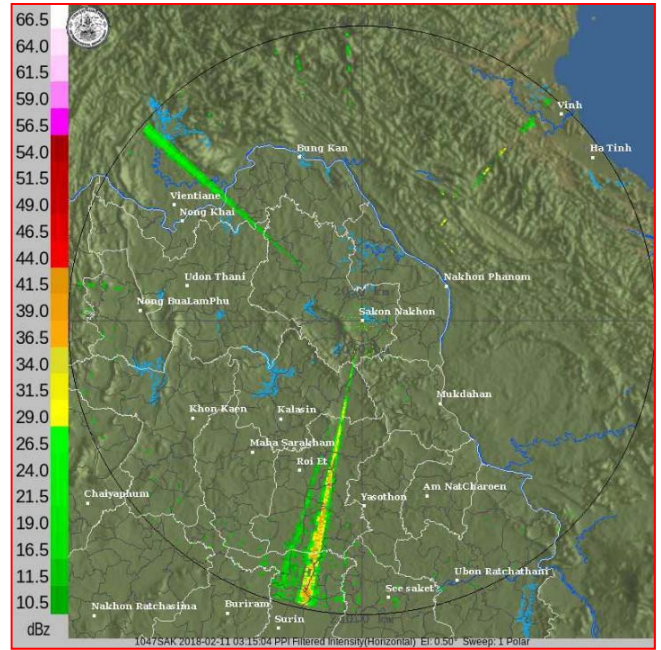 66.5
64.0
61.5
59.0
56.5
54.0
51.5
49.0
46.5
44.0
41.5
39.0
36.5
34.0
31.5
29.0
26.5
24.0
21.5
19.0
16.5
11.5
10.5
dBz
Vinh
Ha Tinh
Bung Kan
Vientiane
Nong Khai
Udon Thani
Nakhon Phanom
Nong BuaLamPhu
Sakon Nakhon
Mukdahan
Khon Kaen
Kalasin
Maha Sarakham
Roi Et
Chaiyaphum
Yasothon
Am NatCharoen
Ubon Ratchathani
See saket
Nakhon Ratchasima
Buriram
Surin
1047SAK 2018-02-11 03:15:04 PPI Filtered Intensity(Horizontal) El: 0.50° Sweep: 1 Polar